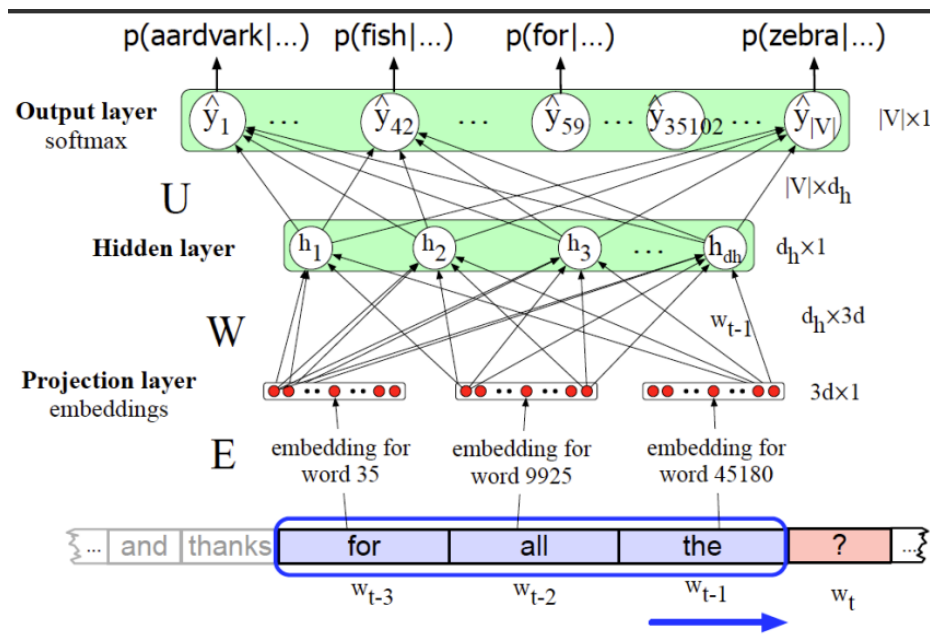 p(aardvark|...) p(fish|...) p(for|...) p(zebra|...)
Output layer
softmax
ŷ1 ... ŷ42 ... ŷ59 ... ŷ35102 ... ŷ|V|
|V|×1
U
|V|×dh
Hidden layer
h1 h2 h3 ... hdh
dh×1
W
wt-1
dh×3d
Projection layer
embeddings
.. .. .. .. .. ..
3d×1
E
embedding for
word 35
embedding for
word 9925
embedding for
word 45180
... and thanks for all the ? ...
wt-3 wt-2 wt-1 wt